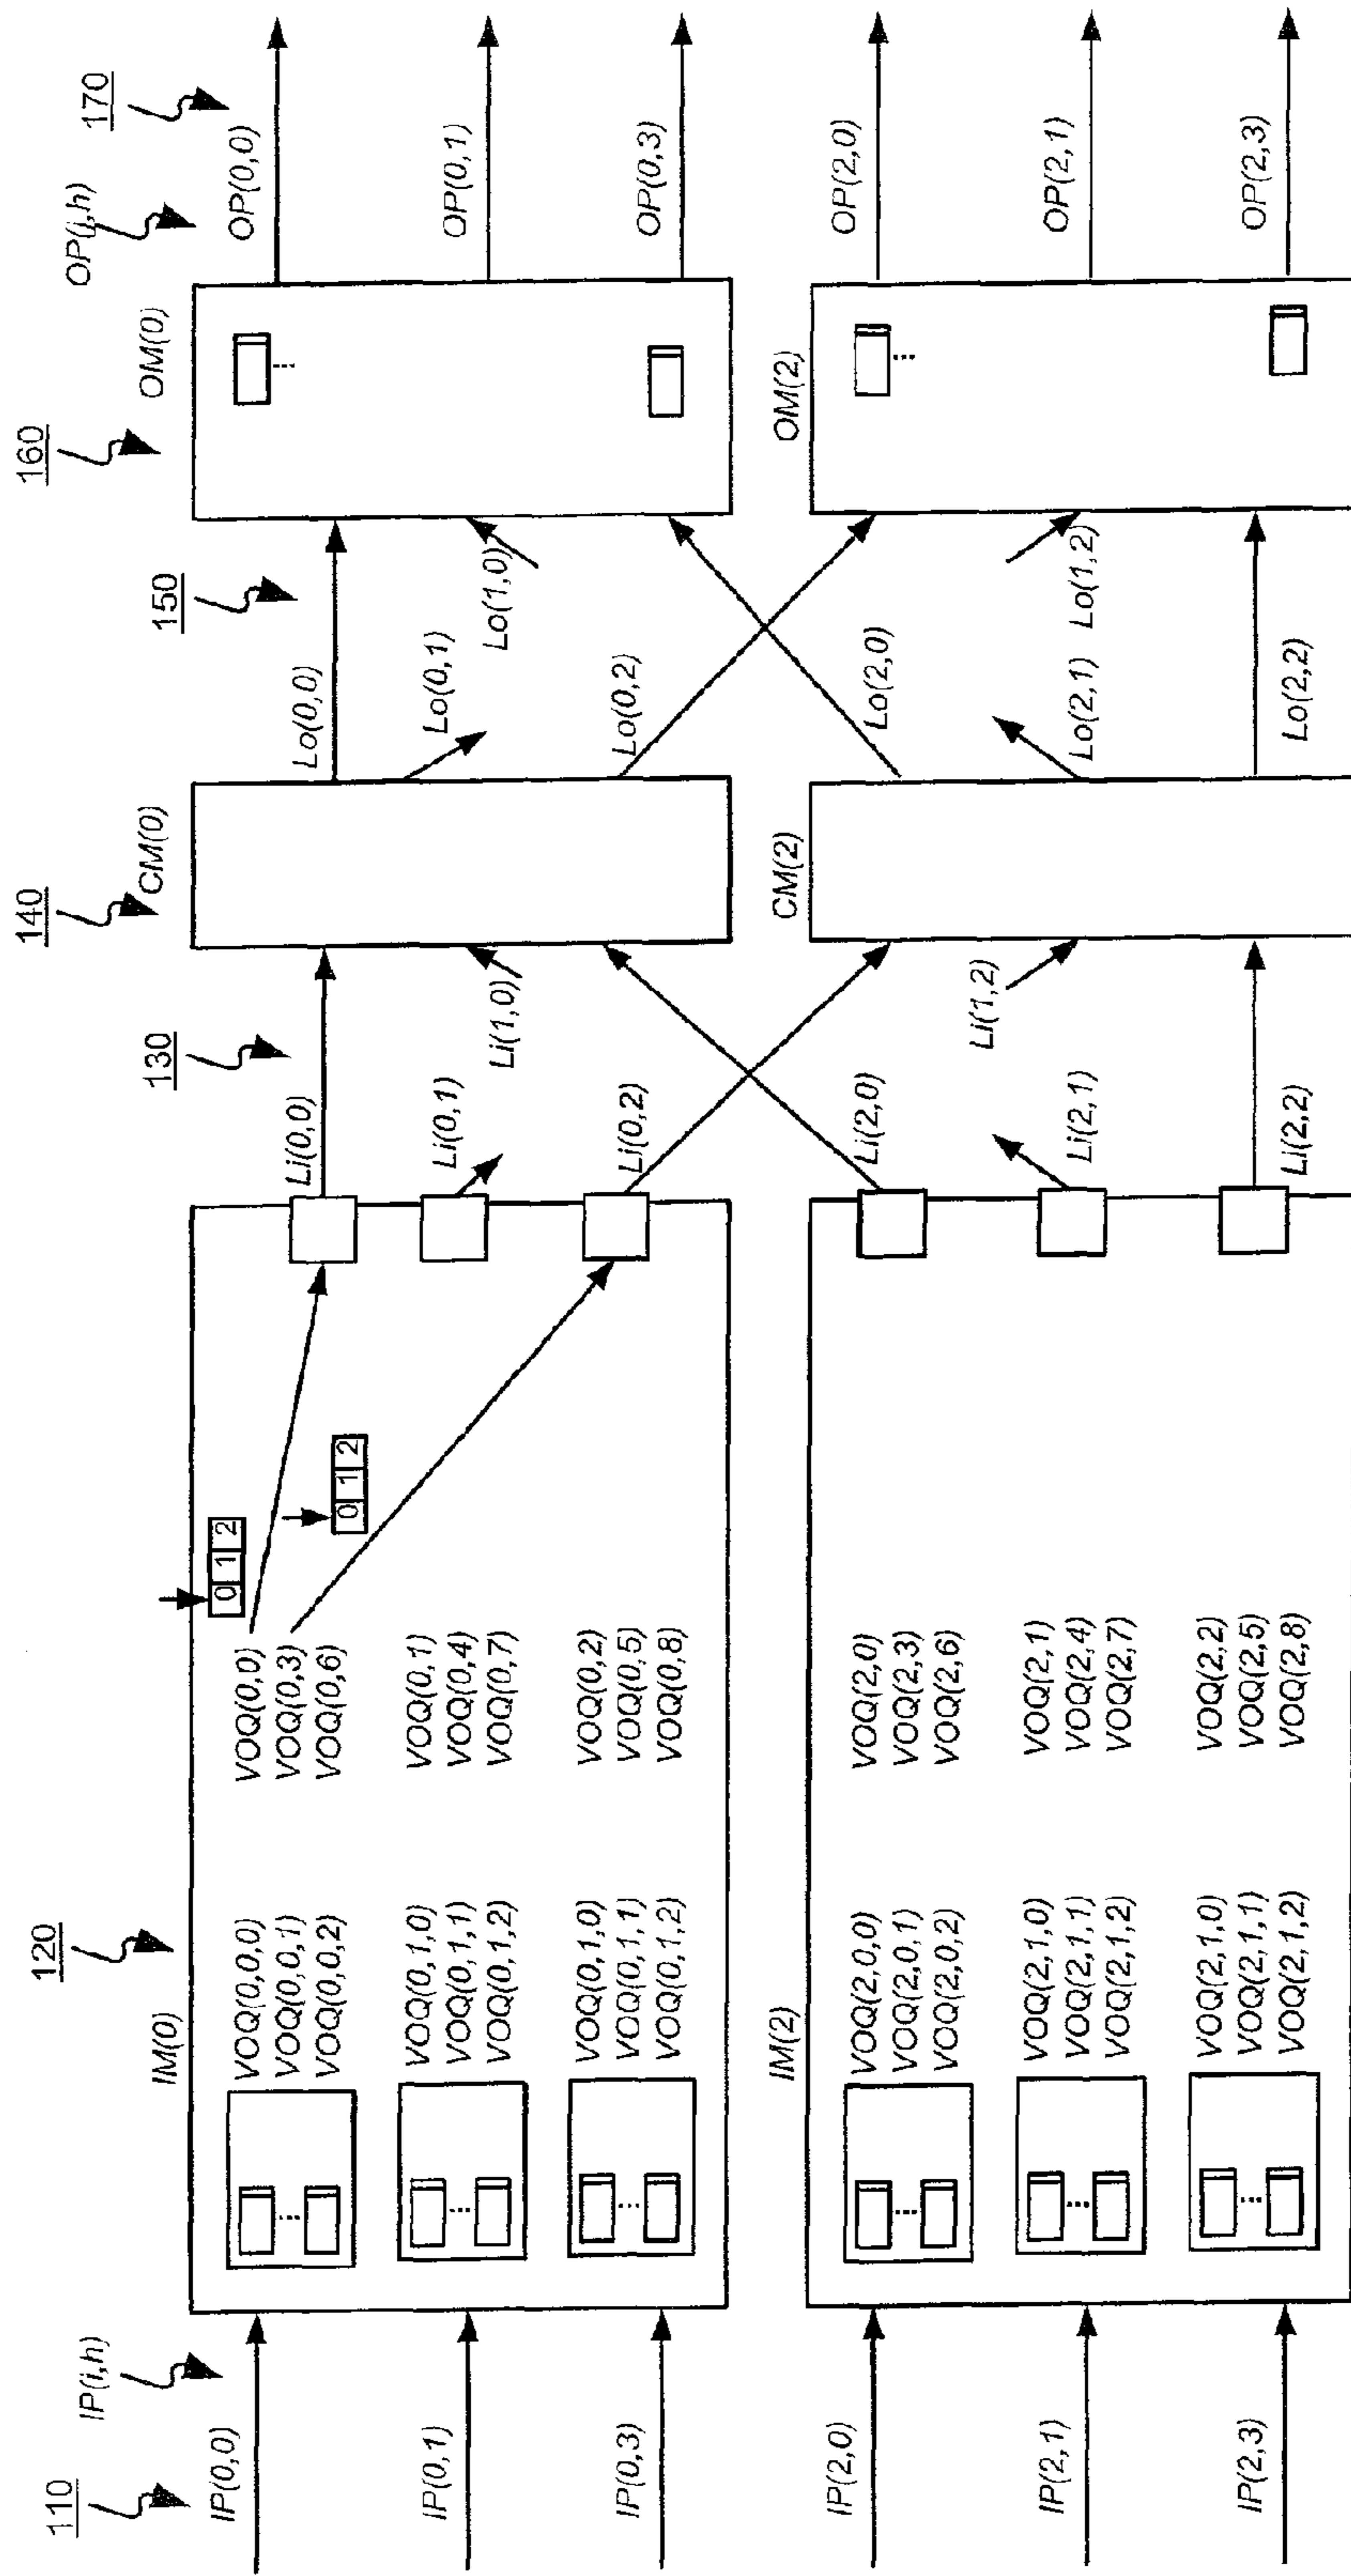 110
IP(i,h)
120
130
140
150
160
OP(j,h)
170
IM(0)
CM(0)
OM(0)
IP(0,0)
IP(0,1)
IP(0,3)
VOQ(0,0,0)
VOQ(0,0,1)
VOQ(0,0,2)
VOQ(0,1,0)
VOQ(0,1,1)
VOQ(0,1,2)
VOQ(0,1,0)
VOQ(0,1,1)
VOQ(0,1,2)
VOQ(0,0)
VOQ(0,3)
VOQ(0,6)
VOQ(0,1)
VOQ(0,4)
VOQ(0,7)
VOQ(0,2)
VOQ(0,5)
VOQ(0,8)
0 1 2
0 1 2
Li(0,0)
Li(0,1)
Li(0,2)
Li(1,0)
Lo(0,0)
Lo(0,1)
Lo(0,2)
Lo(1,0)
OP(0,0)
OP(0,1)
OP(0,3)
IM(2)
CM(2)
OM(2)
IP(2,0)
IP(2,1)
IP(2,3)
VOQ(2,0,0)
VOQ(2,0,1)
VOQ(2,0,2)
VOQ(2,1,0)
VOQ(2,1,1)
VOQ(2,1,2)
VOQ(2,1,0)
VOQ(2,1,1)
VOQ(2,1,2)
VOQ(2,0)
VOQ(2,3)
VOQ(2,6)
VOQ(2,1)
VOQ(2,4)
VOQ(2,7)
VOQ(2,2)
VOQ(2,5)
VOQ(2,8)
Li(2,0)
Li(2,1)
Li(2,2)
Li(1,2)
Lo(2,0)
Lo(2,1)
Lo(2,2)
Lo(1,2)
OP(2,0)
OP(2,1)
OP(2,3)